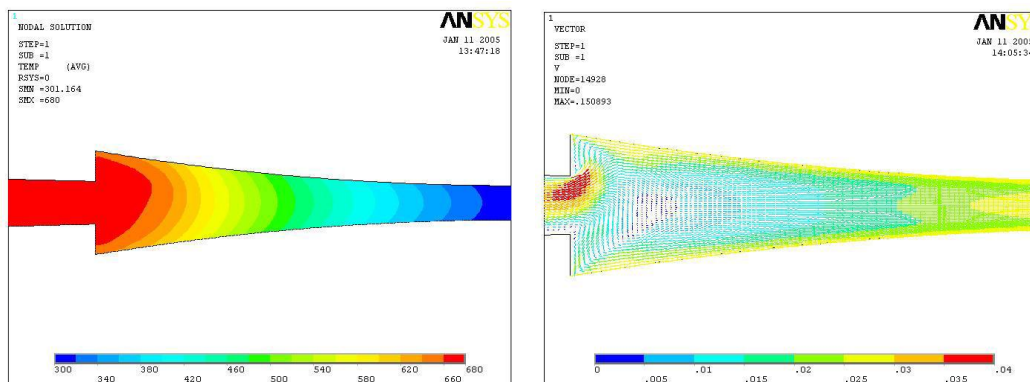 1
ANSYS
NODAL SOLUTION
JAN 11 2005
13:47:18
STEP=1
SUB =1
TEMP (AVG)
RSYS=0
SMN =301.164
SMX =680
300 380 460 540 620 680
340 420 500 580 660
1
ANSYS
VECTOR
JAN 11 2005
14:05:34
STEP=1
SUB =1
V
NODE=14928
MIN=0
MAX=.150893
0 .01 .02 .03 .04
.005 .015 .025 .035